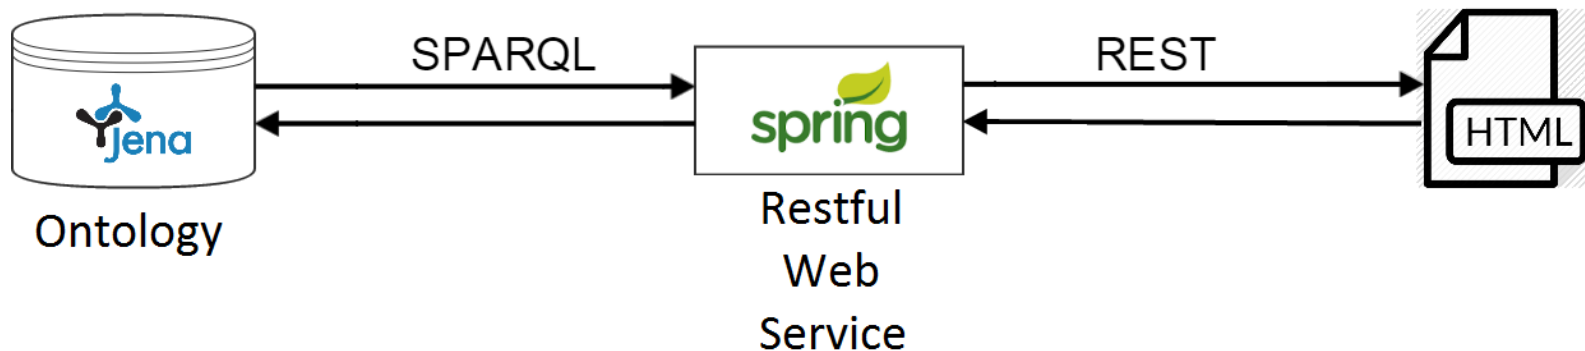 SPARQL
REST
Jena
spring
HTML
Ontology
Restful
Web
Service